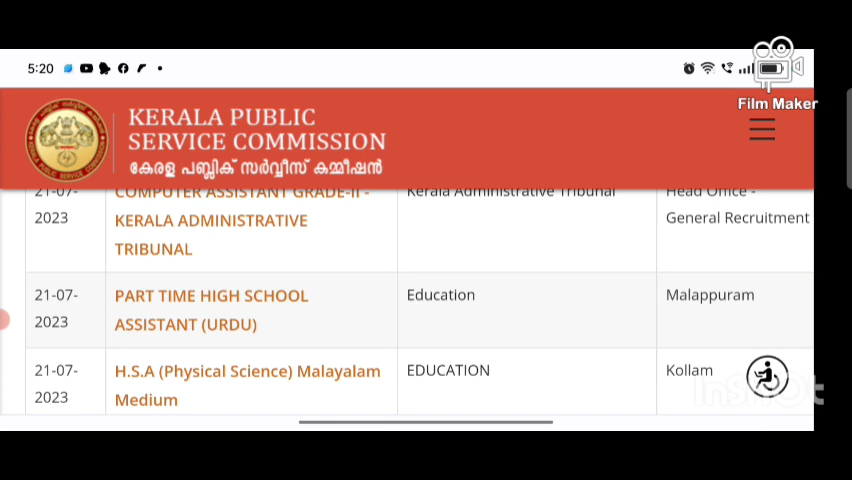 5:20
Film Maker
KERALA PUBLIC
SERVICE COMMISSION
കേരള പബ്ലിക് സർവ്വീസ് കമ്മീഷൻ
21-07-
2023
COMPUTER ASSISTANT GRADE-II -
KERALA ADMINISTRATIVE
TRIBUNAL
Kerala Administrative Tribunal
Head Office -
General Recruitment
21-07-
2023
PART TIME HIGH SCHOOL
ASSISTANT (URDU)
Education
Malappuram
21-07-
2023
H.S.A (Physical Science) Malayalam
Medium
EDUCATION
Kollam
InShOt